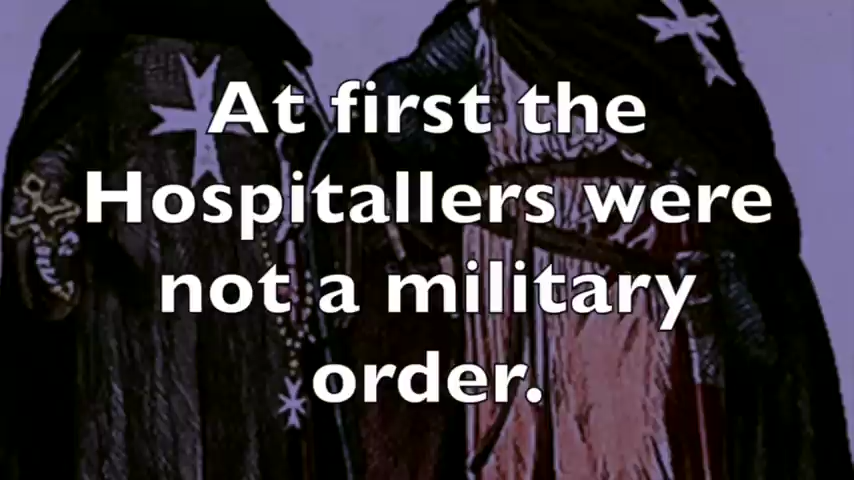 At first the
Hospitallers were
not a military
order.